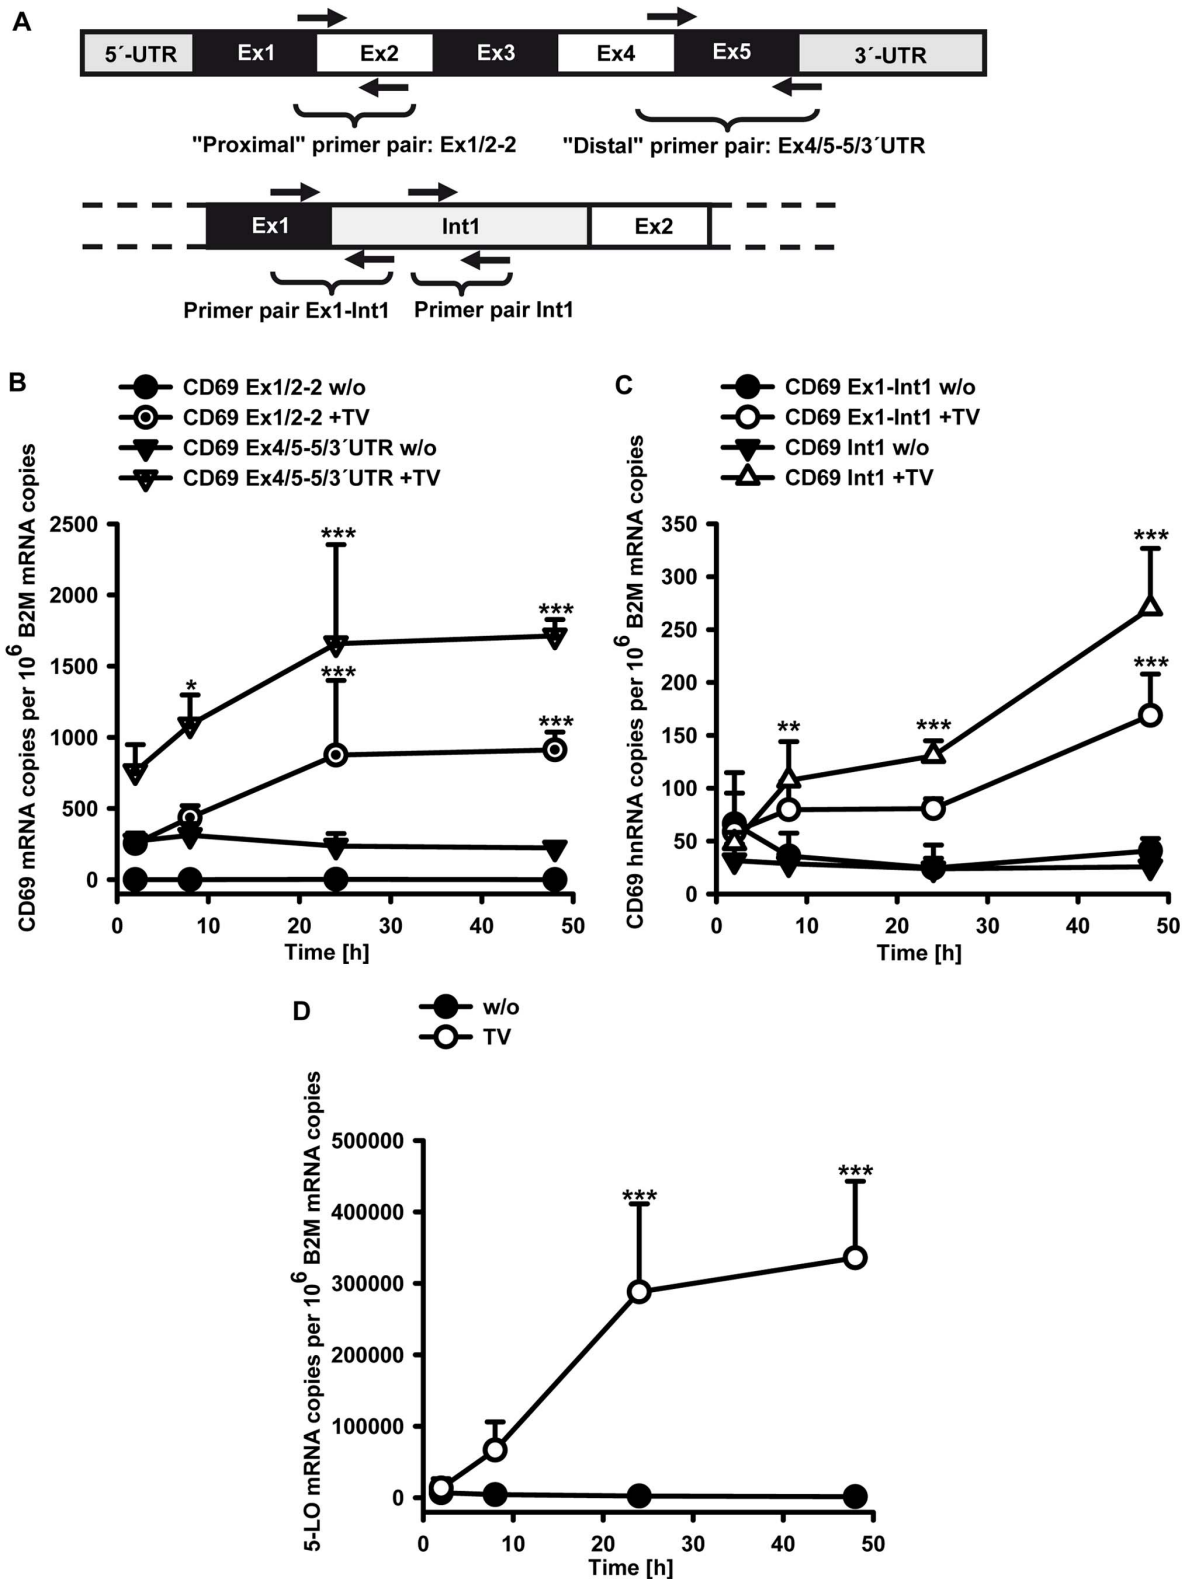 A
5´-UTR Ex1 Ex2 Ex3 Ex4 Ex5 3´-UTR
"Proximal" primer pair: Ex1/2-2 "Distal" primer pair: Ex4/5-5/3´UTR
Ex1 Int1 Ex2
Primer pair Ex1-Int1 Primer pair Int1
B
CD69 Ex1/2-2 w/o
CD69 Ex1/2-2 +TV
CD69 Ex4/5-5/3´UTR w/o
CD69 Ex4/5-5/3´UTR +TV
CD69 mRNA copies per 10^6 B2M mRNA copies
2500
2000
1500
1000
500
0
***
***
*
***
***
0 10 20 30 40 50
Time [h]
C
CD69 Ex1-Int1 w/o
CD69 Ex1-Int1 +TV
CD69 Int1 w/o
CD69 Int1 +TV
CD69 hnRNA copies per 10^6 B2M mRNA copies
350
300
250
200
150
100
50
0
***
***
**
***
0 10 20 30 40 50
Time [h]
D
w/o
TV
5-LO mRNA copies per 10^6 B2M mRNA copies
500000
400000
300000
200000
100000
0
***
***
0 10 20 30 40 50
Time [h]